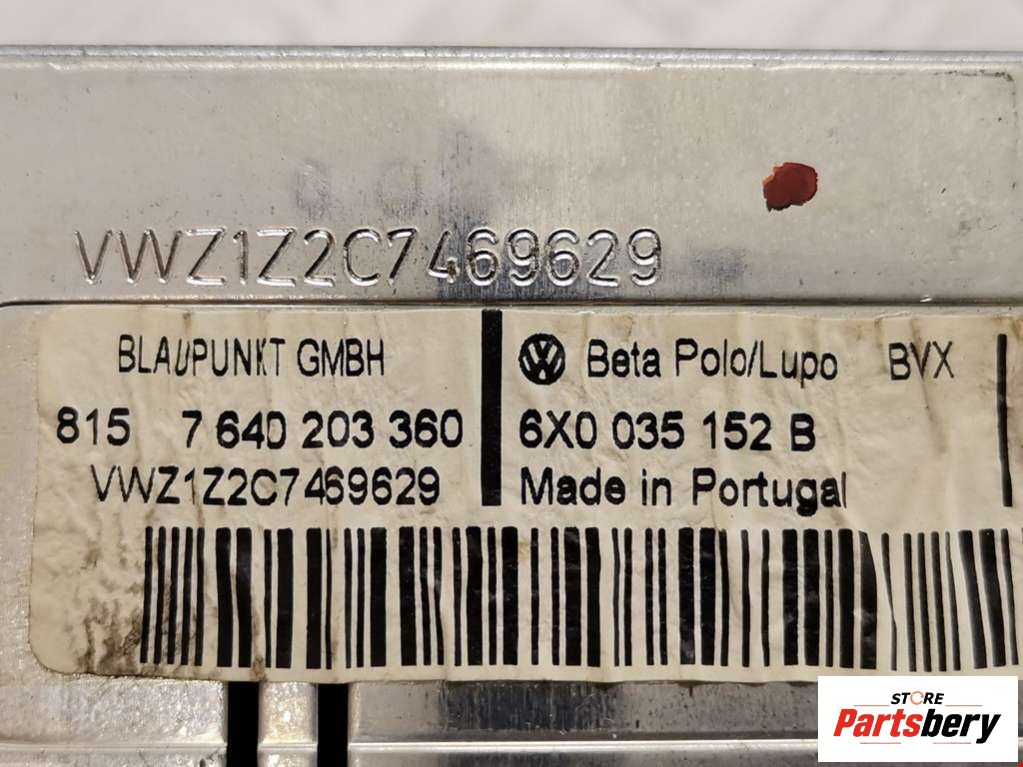 VWZ1Z2C7469629
BLAUPUNKT GMBH
815 7 640 203 360
VWZ1Z2C7469629
VW Beta Polo/Lupo BVX
6X0 035 152 B
Made in Portugal
STORE
Partsbery